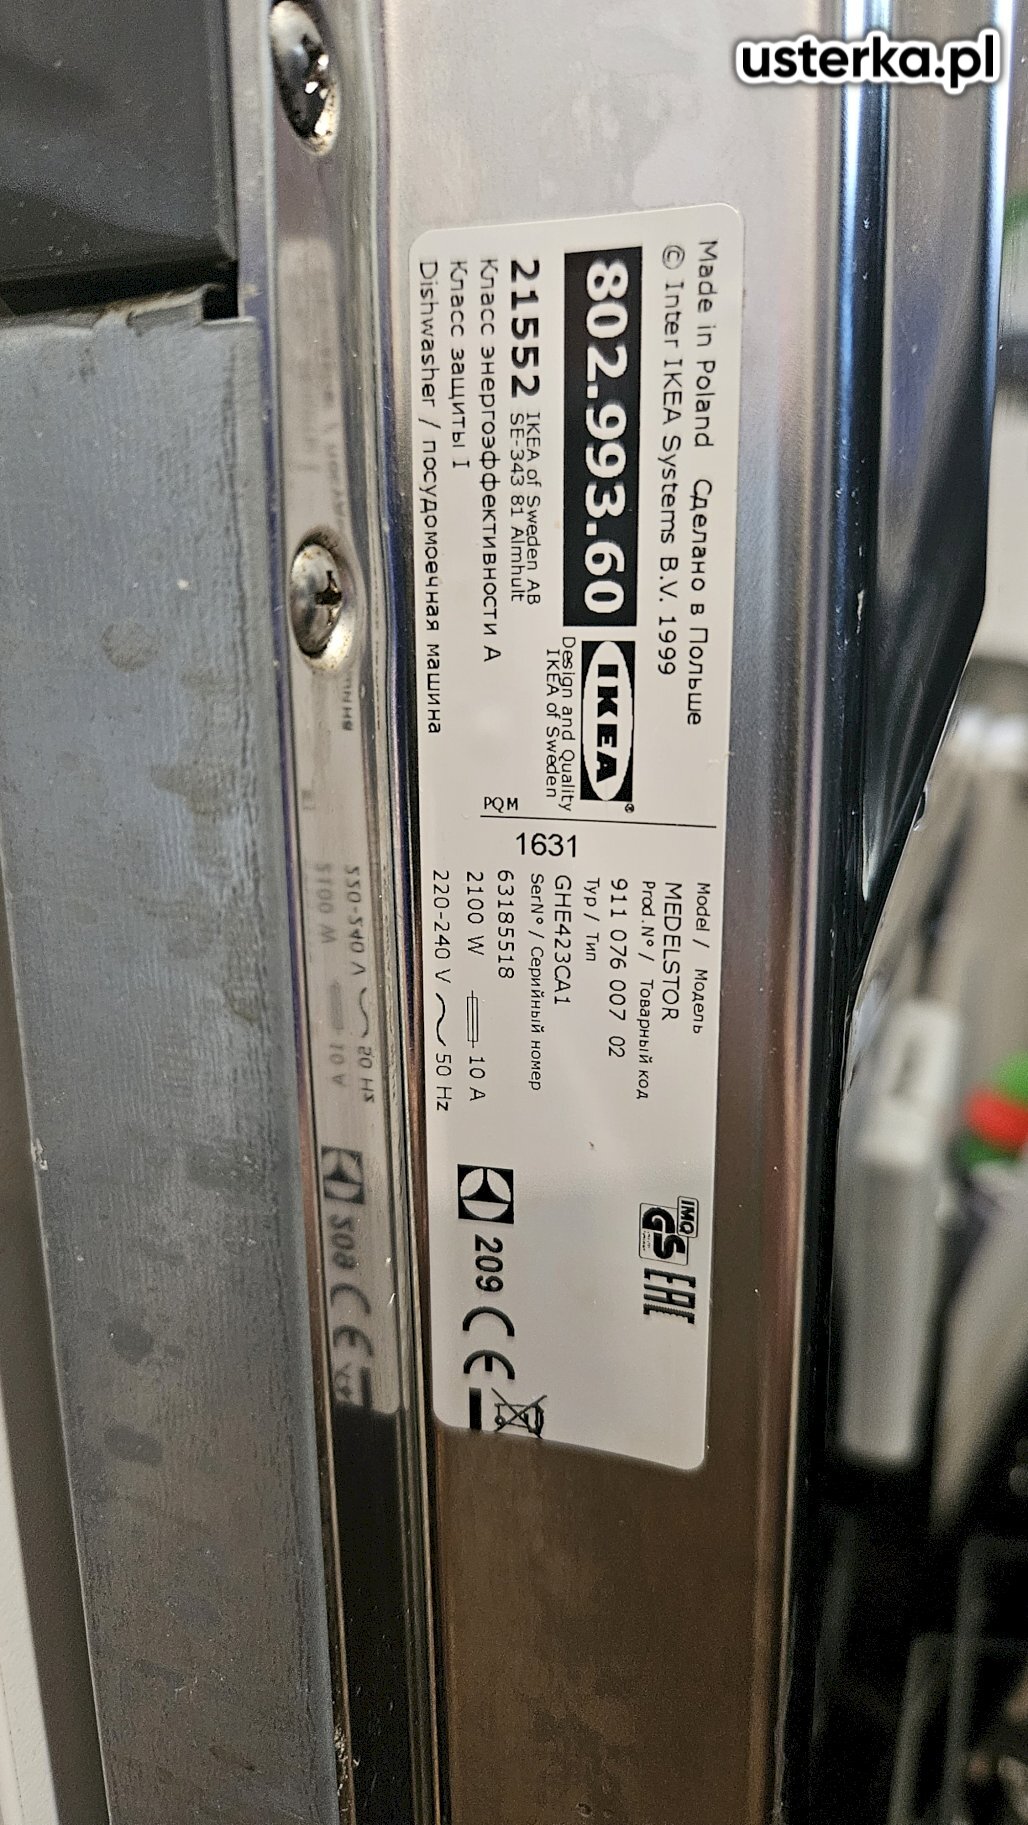 usterka.pl
Made in Poland Сделано в Польше
© Inter IKEA Systems B.V. 1999
802.993.60
IKEA®
Design and Quality
IKEA of Sweden
21552 IKEA of Sweden AB
SE-343 81 Almhult
Класс энергоэффективности A
Класс защиты I
Dishwasher / посудомоечная машина
PQM
1631
Model / Модель
MEDELSTOR
Prod.N° / Товарный код
911 076 007 02
Typ / Тип
GHE423CA1
SerN° / Серийный номер
63185518
2100 W 10 A
220-240 V 50 Hz
IMQ
GS
EAC
209 CE